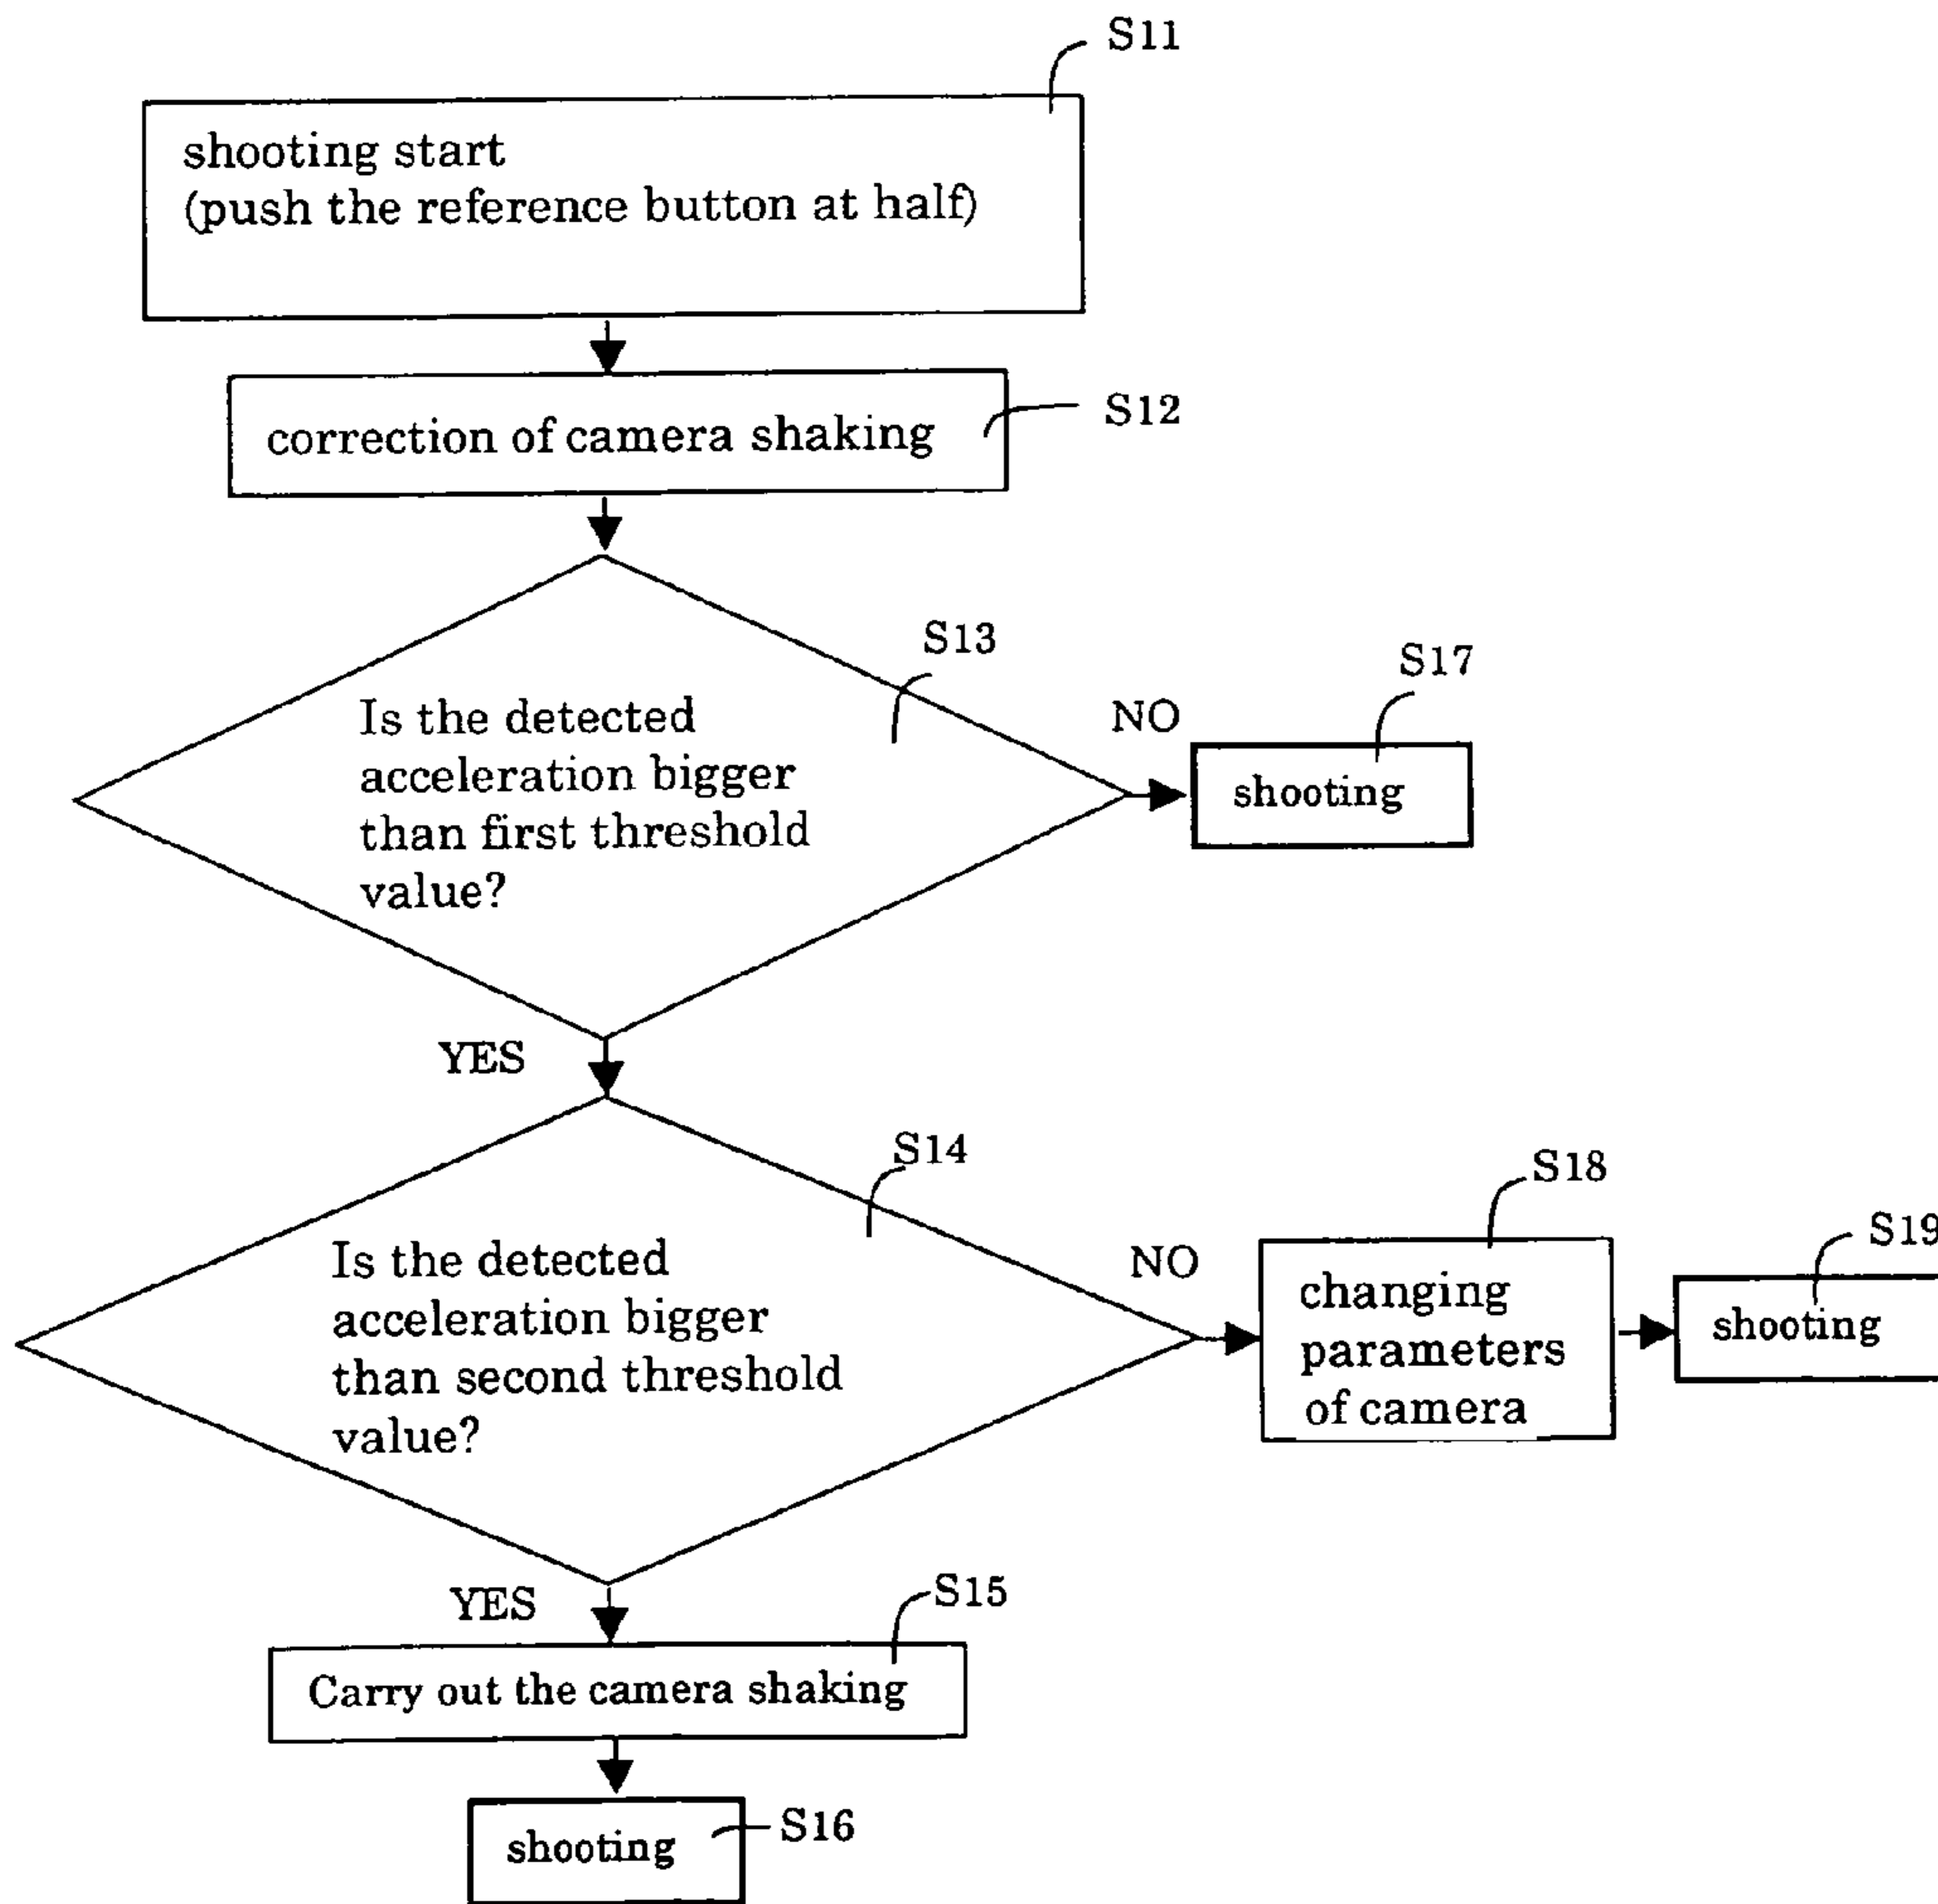 S11
shooting start
(push the reference button at half)
S12
correction of camera shaking
S13
Is the detected
acceleration bigger
than first threshold
value?
NO
S17
shooting
YES
S14
Is the detected
acceleration bigger
than second threshold
value?
NO
S18
changing
parameters
of camera
S19
shooting
YES
S15
Carry out the camera shaking
S16
shooting